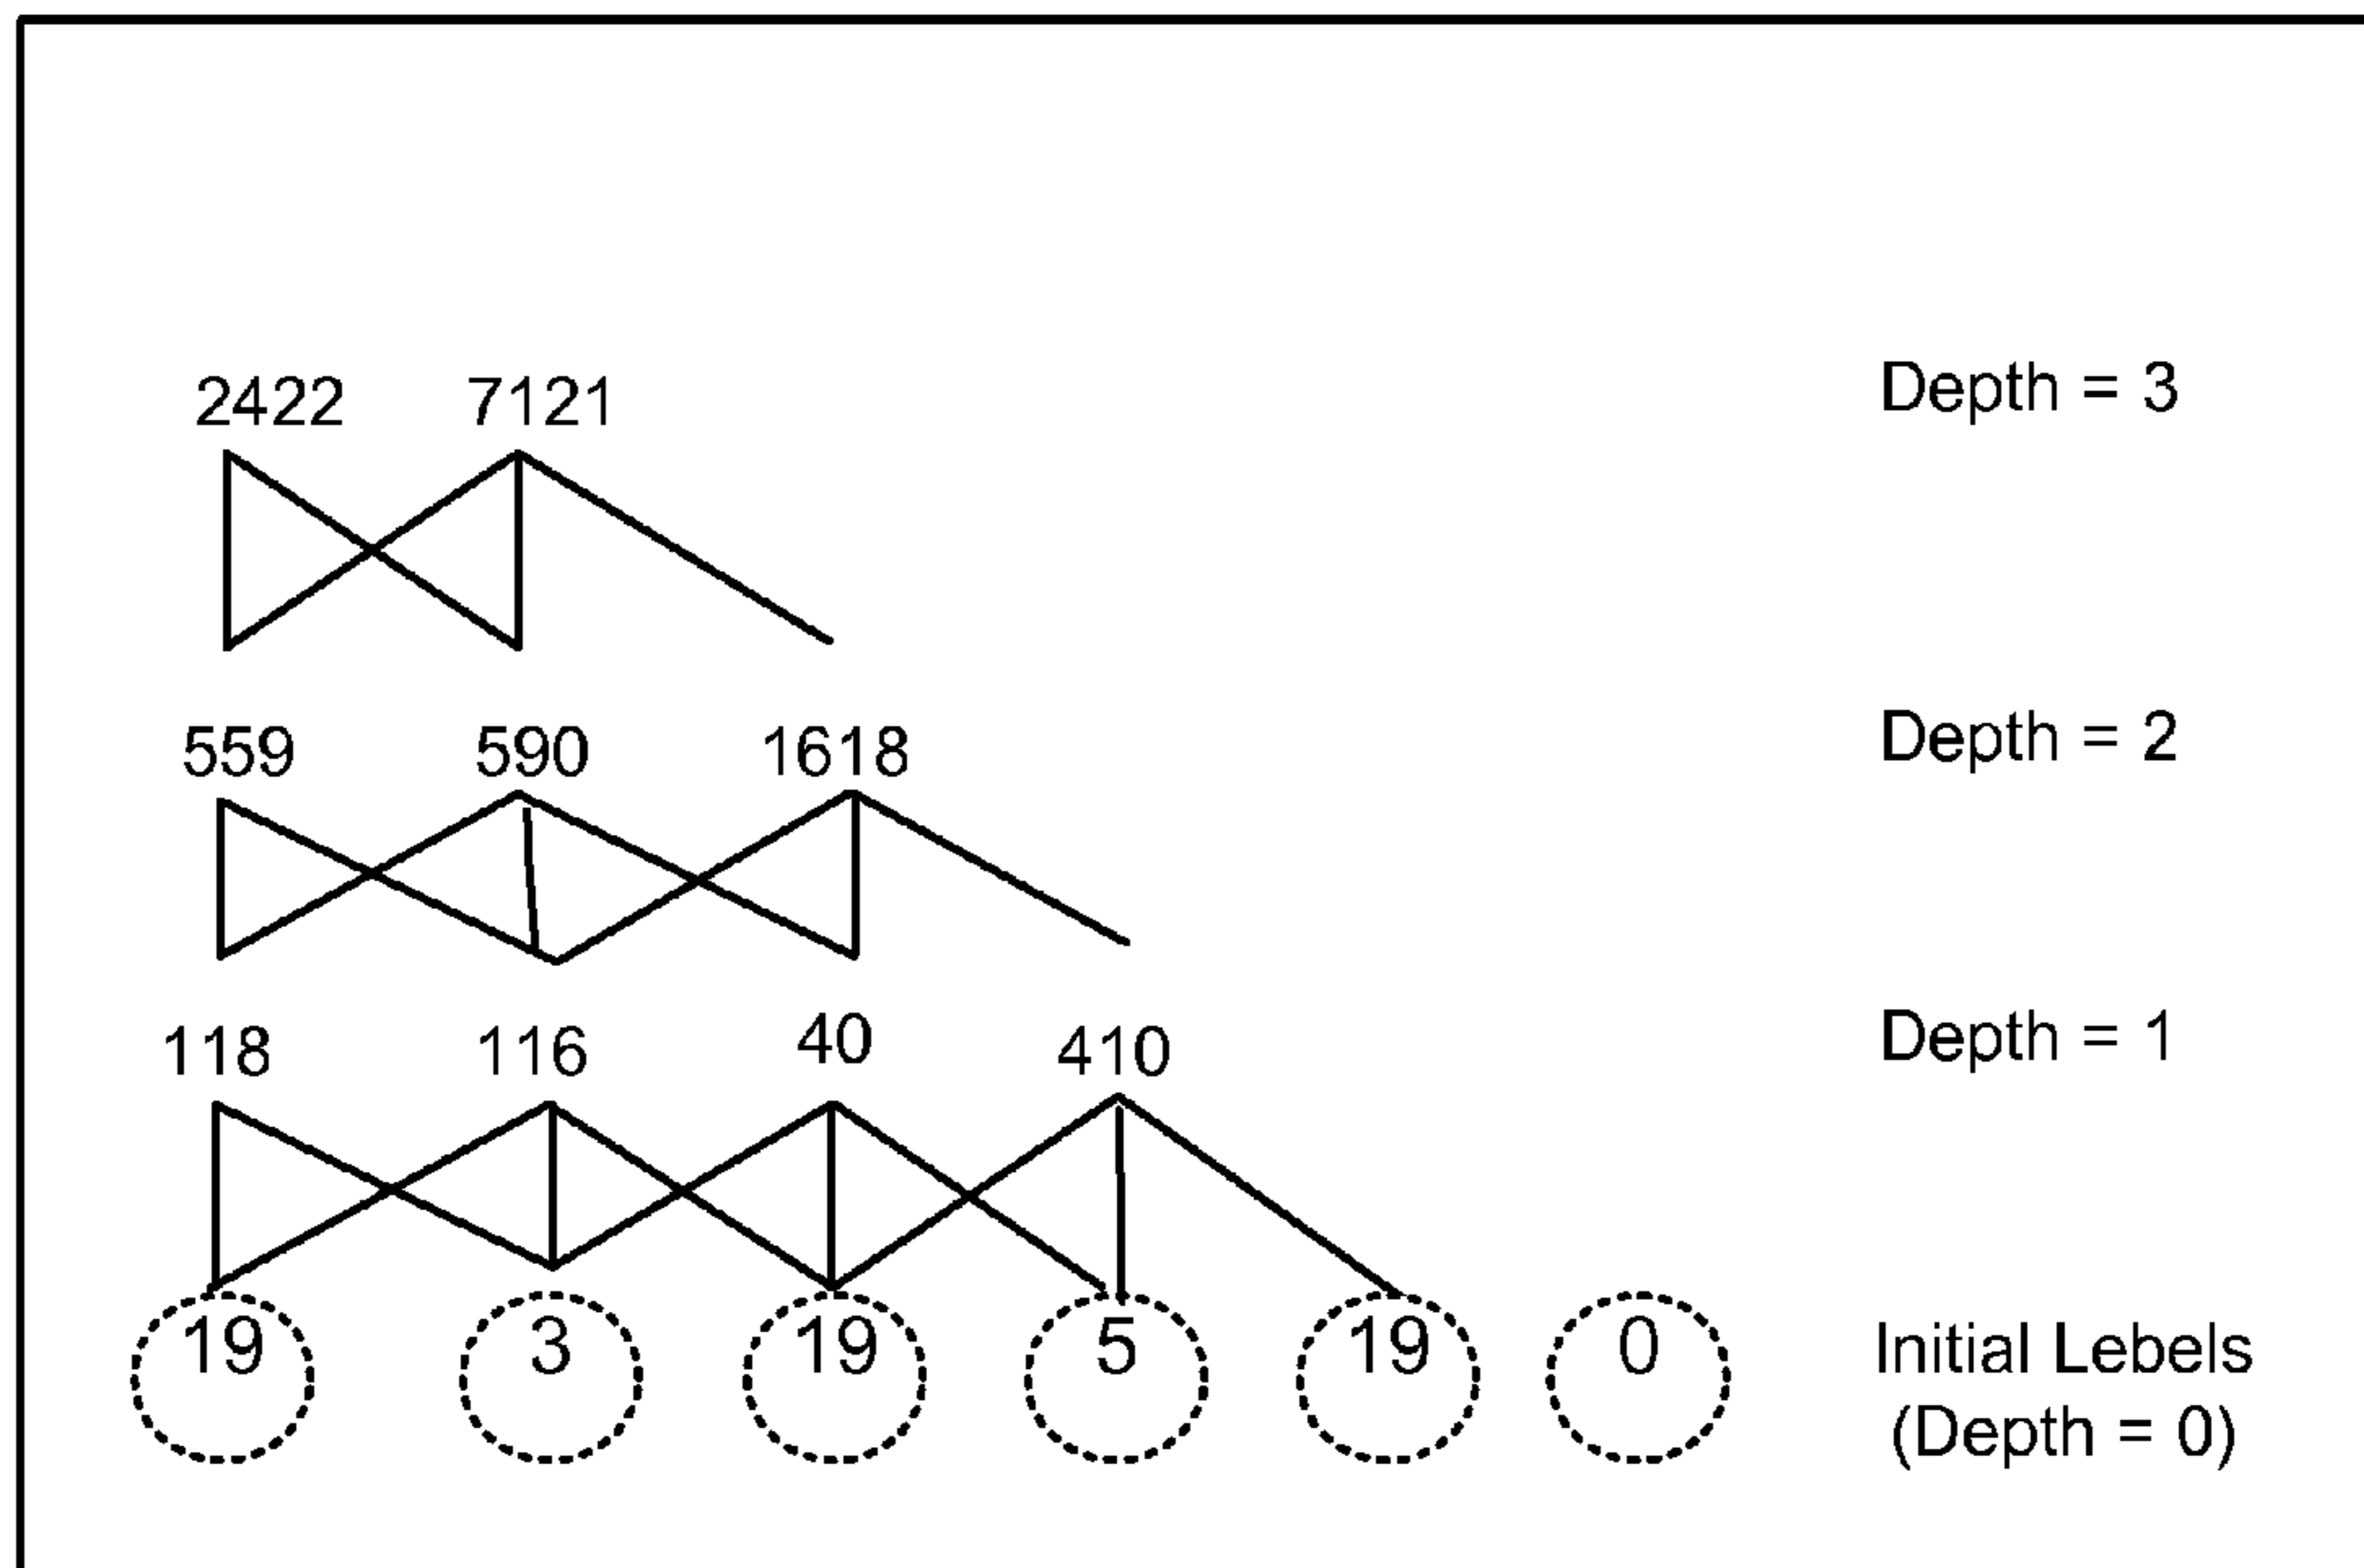 2422 7121 Depth = 3
559 590 1618 Depth = 2
118 116 40 410 Depth = 1
19 3 19 5 19 0 Initial Lebels
(Depth = 0)